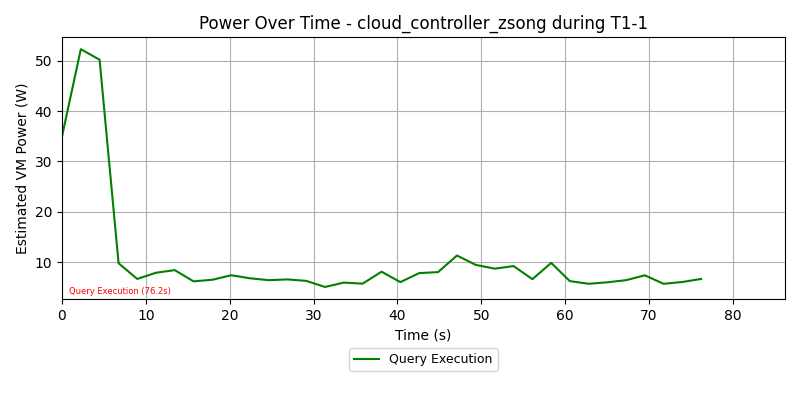 Power Over Time - cloud_controller_zsong during T1-1
Estimated VM Power (W)
50
40
30
20
10
Query Execution (76.2s)
0 10 20 30 40 50 60 70 80
Time (s)
Query Execution